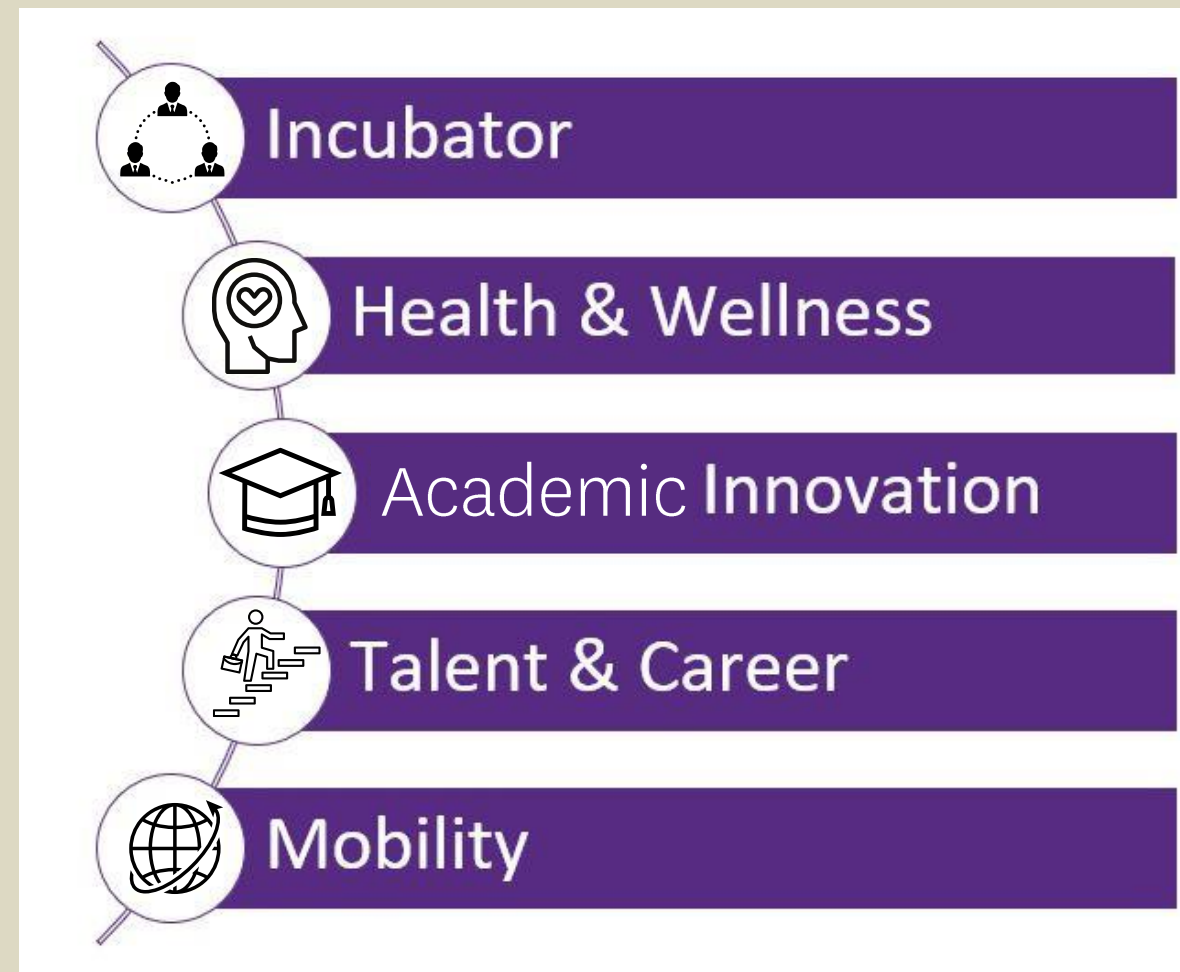 Incubator
Health & Wellness
Academic Innovation
Talent & Career
Mobility